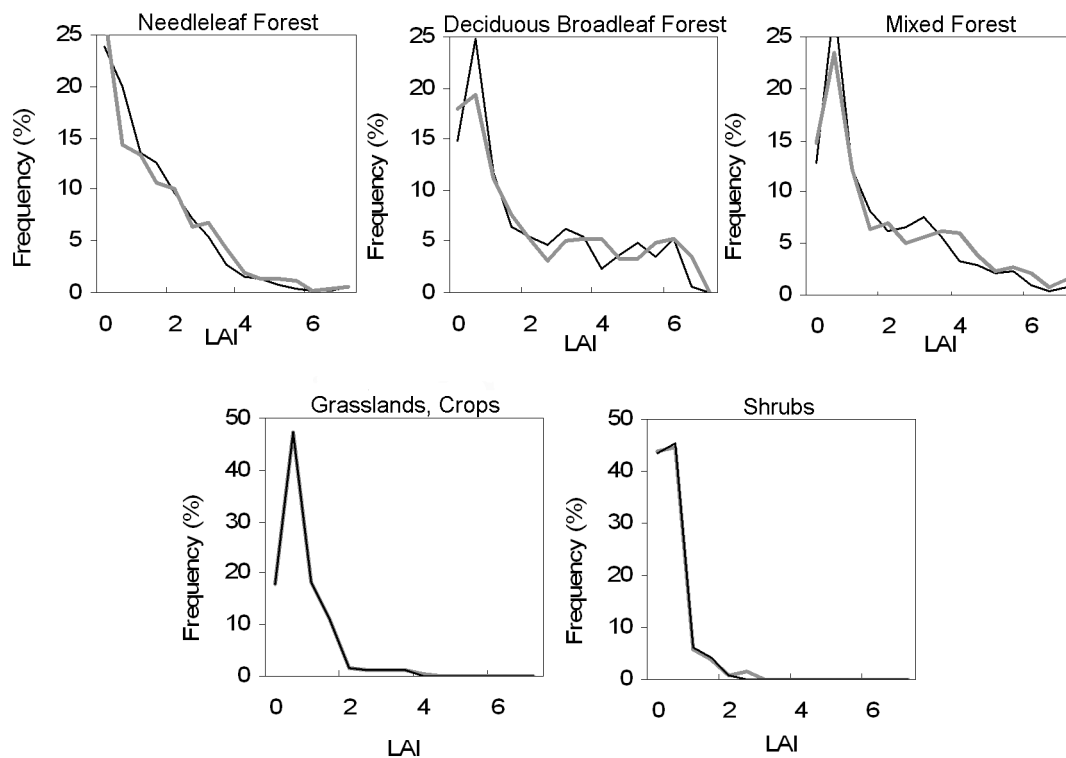 Needleleaf Forest
Frequency (%)
25
20
15
10
5
0
0 2 4 6
LAI
Deciduous Broadleaf Forest
Frequency (%)
25
20
15
10
5
0
0 2 4 6
LAI
Mixed Forest
Frequency (%)
25
20
15
10
5
0
0 2 4 6
LAI
Grasslands, Crops
Frequency (%)
50
40
30
20
10
0
0 2 4 6
LAI
Shrubs
Frequency (%)
50
40
30
20
10
0
0 2 4 6
LAI